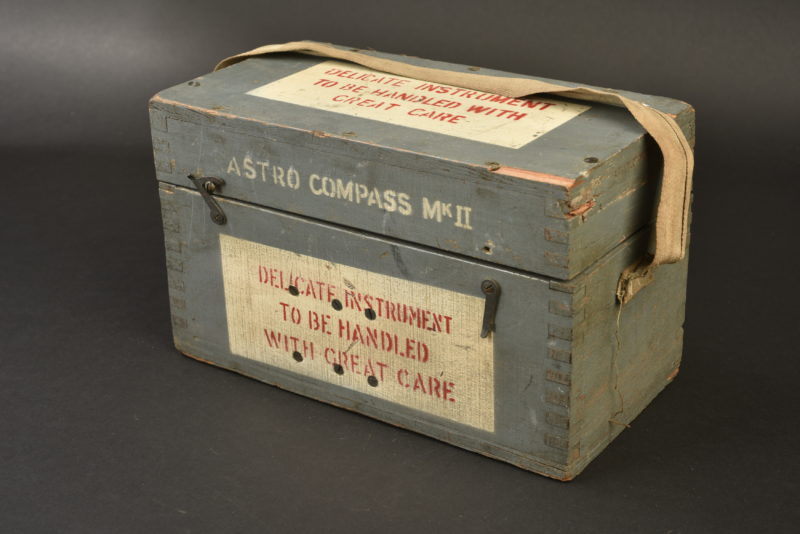 DELICATE INSTRUMENT
TO BE HANDLED WITH
GREAT CARE
ASTRO COMPASS MK II
DELICATE INSTRUMENT
TO BE HANDLED
WITH GREAT CARE